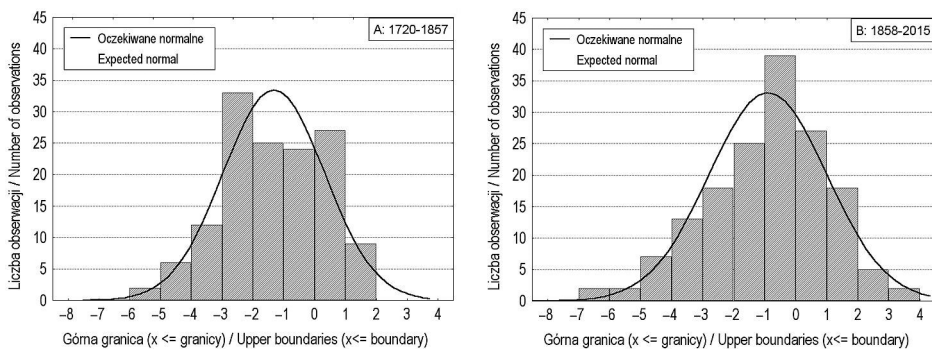 A: 1720-1857
Oczekiwane normalne
Expected normal
Liczba obserwacji / Number of observations
45
40
35
30
25
20
15
10
5
0
–8 –7 –6 –5 –4 –3 –2 –1 0 1 2 3 4
Górna granica (x <= granicy) / Upper boundaries (x<= boundary)
B: 1858-2015
Oczekiwane normalne
Expected normal
Liczba obserwacji / Number of observations
45
40
35
30
25
20
15
10
5
0
–8 –7 –6 –5 –4 –3 –2 –1 0 1 2 3 4
Górna granica (x <= granicy) / Upper boundaries (x<= boundary)